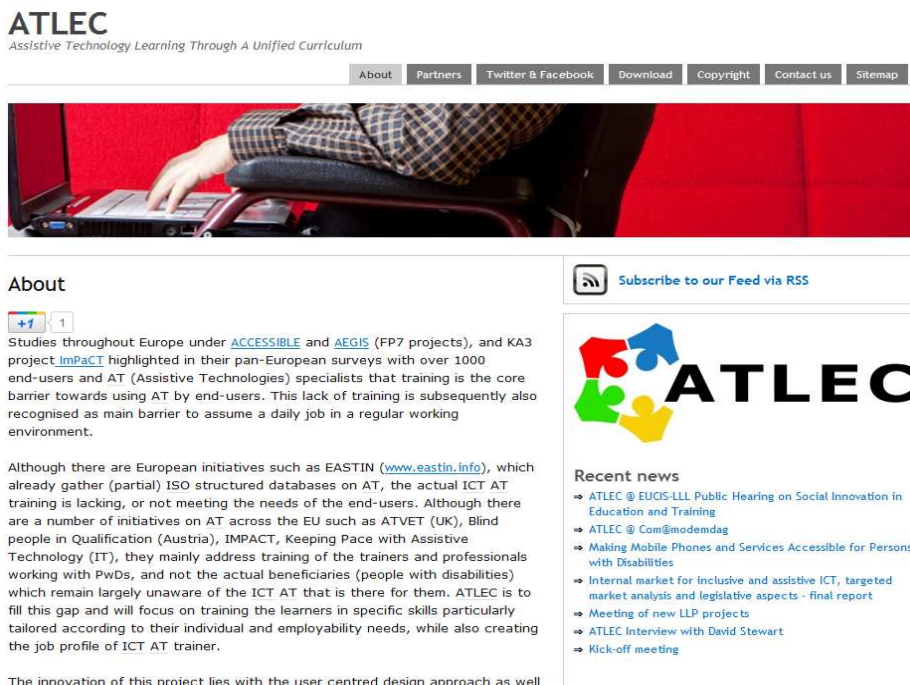 ATLEC
Assistive Technology Learning Through A Unified Curriculum
About Partners Twitter & Facebook Download Copyright Contact us Sitemap
About
+1 1
Studies throughout Europe under ACCESSIBLE and AEGIS (FP7 projects), and KA3
project ImPaCT highlighted in their pan-European surveys with over 1000
end-users and AT (Assistive Technologies) specialists that training is the core
barrier towards using AT by end-users. This lack of training is subsequently also
recognised as main barrier to assume a daily job in a regular working
environment.
Although there are European initiatives such as EASTIN (www.eastin.info), which
already gather (partial) ISO structured databases on AT, the actual ICT AT
training is lacking, or not meeting the needs of the end-users. Although there
are a number of initiatives on AT across the EU such as ATVET (UK), Blind
people in Qualification (Austria), IMPACT, Keeping Pace with Assistive
Technology (IT), they mainly address training of the trainers and professionals
working with PwDs, and not the actual beneficiaries (people with disabilities)
which remain largely unaware of the ICT AT that is there for them. ATLEC is to
fill this gap and will focus on training the learners in specific skills particularly
tailored according to their individual and employability needs, while also creating
the job profile of ICT AT trainer.
The innovation of this project lies with the user centred design approach as well
Subscribe to our Feed via RSS
ATLEC
Recent news
⇒ ATLEC @ EUCIS-LLL Public Hearing on Social Innovation in
Education and Training
⇒ ATLEC @ Com@modemdag
⇒ Making Mobile Phones and Services Accessible for Persons
with Disabilities
⇒ Internal market for inclusive and assistive ICT, targeted
market analysis and legislative aspects - final report
⇒ Meeting of new LLP projects
⇒ ATLEC Interview with David Stewart
⇒ Kick-off meeting